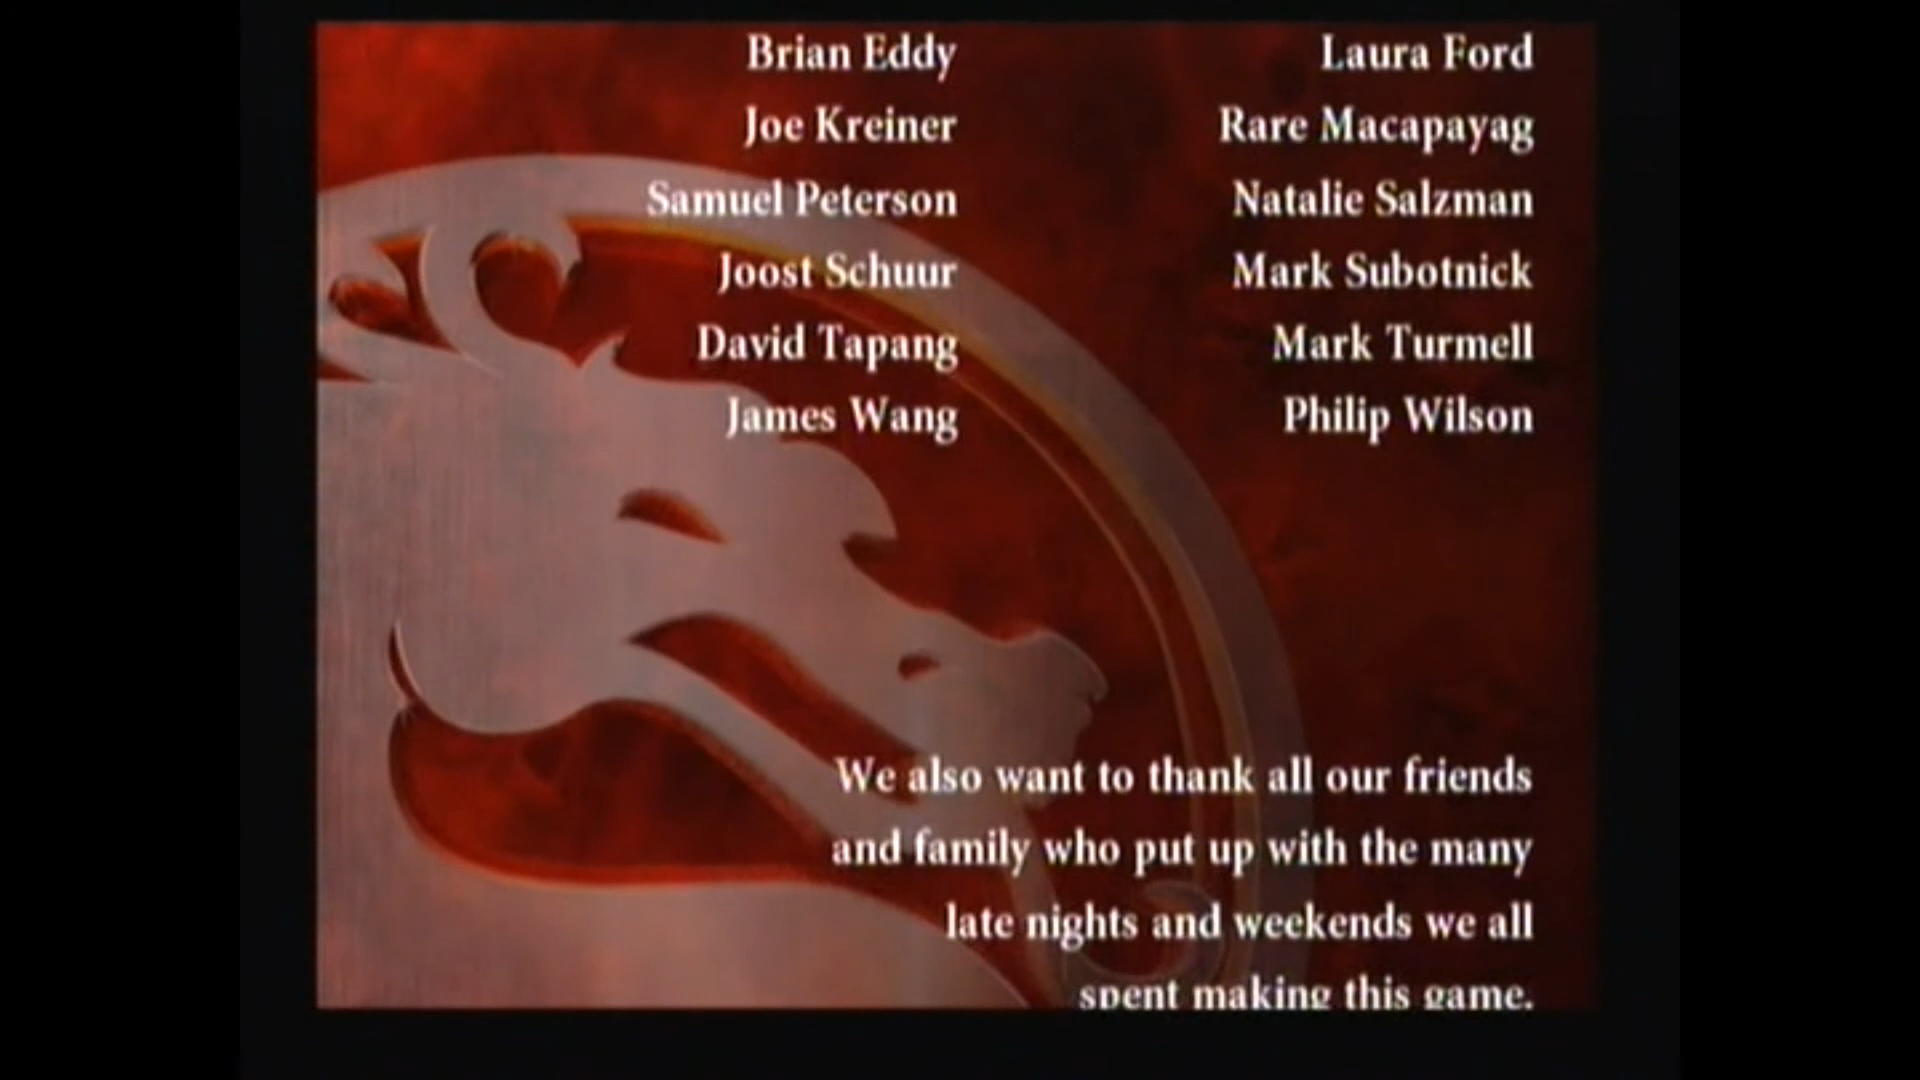 Brian Eddy Laura Ford
Joe Kreiner Rare Macapayag
Samuel Peterson Natalie Salzman
Joost Schuur Mark Subotnick
David Tapang Mark Turmell
James Wang Philip Wilson
We also want to thank all our friends
and family who put up with the many
late nights and weekends we all
spent making this game.